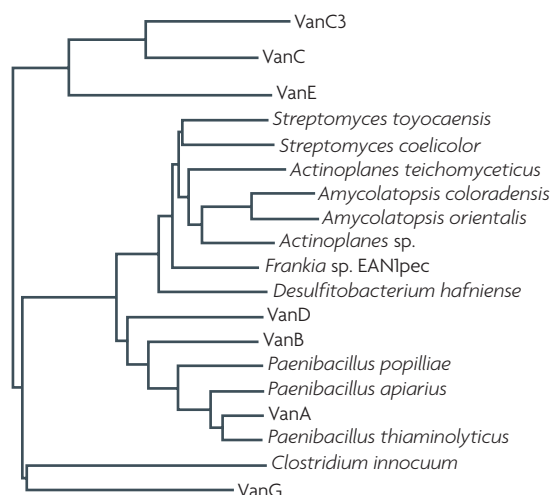 VanC3
VanC
VanE
Streptomyces toyocaensis
Streptomyces coelicolor
Actinoplanes teichomyceticus
Amycolatopsis coloradensis
Amycolatopsis orientalis
Actinoplanes sp.
Frankia sp. EAN1pec
Desulfitobacterium hafniense
VanD
VanB
Paenibacillus popilliae
Paenibacillus apiarius
VanA
Paenibacillus thiaminolyticus
Clostridium innocuum
VanG